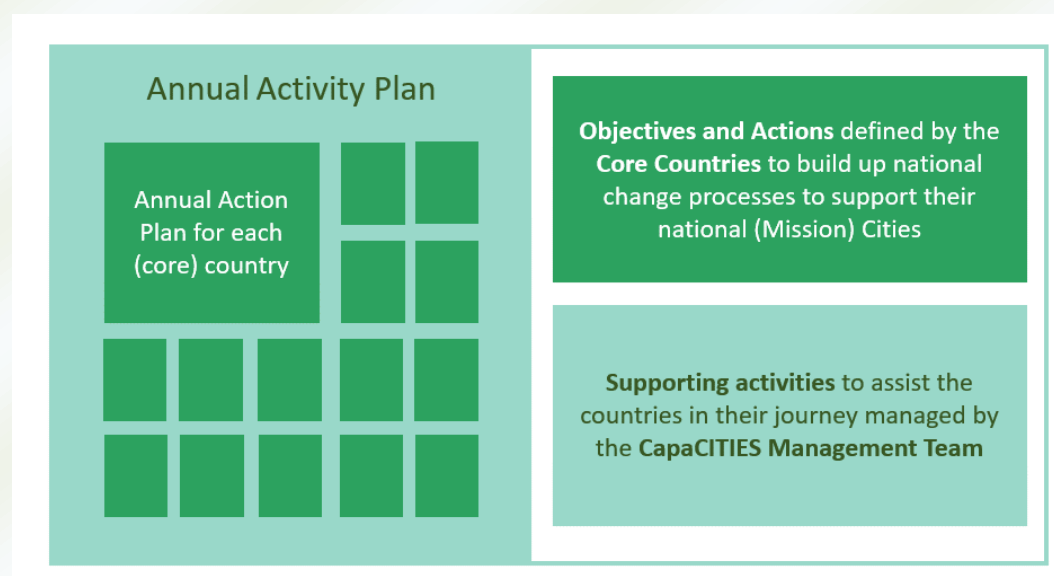 Annual Activity Plan
Annual Action
Plan for each
(core) country
Objectives and Actions defined by the
Core Countries to build up national
change processes to support their
national (Mission) Cities
Supporting activities to assist the
countries in their journey managed by
the CapaCITIES Management Team